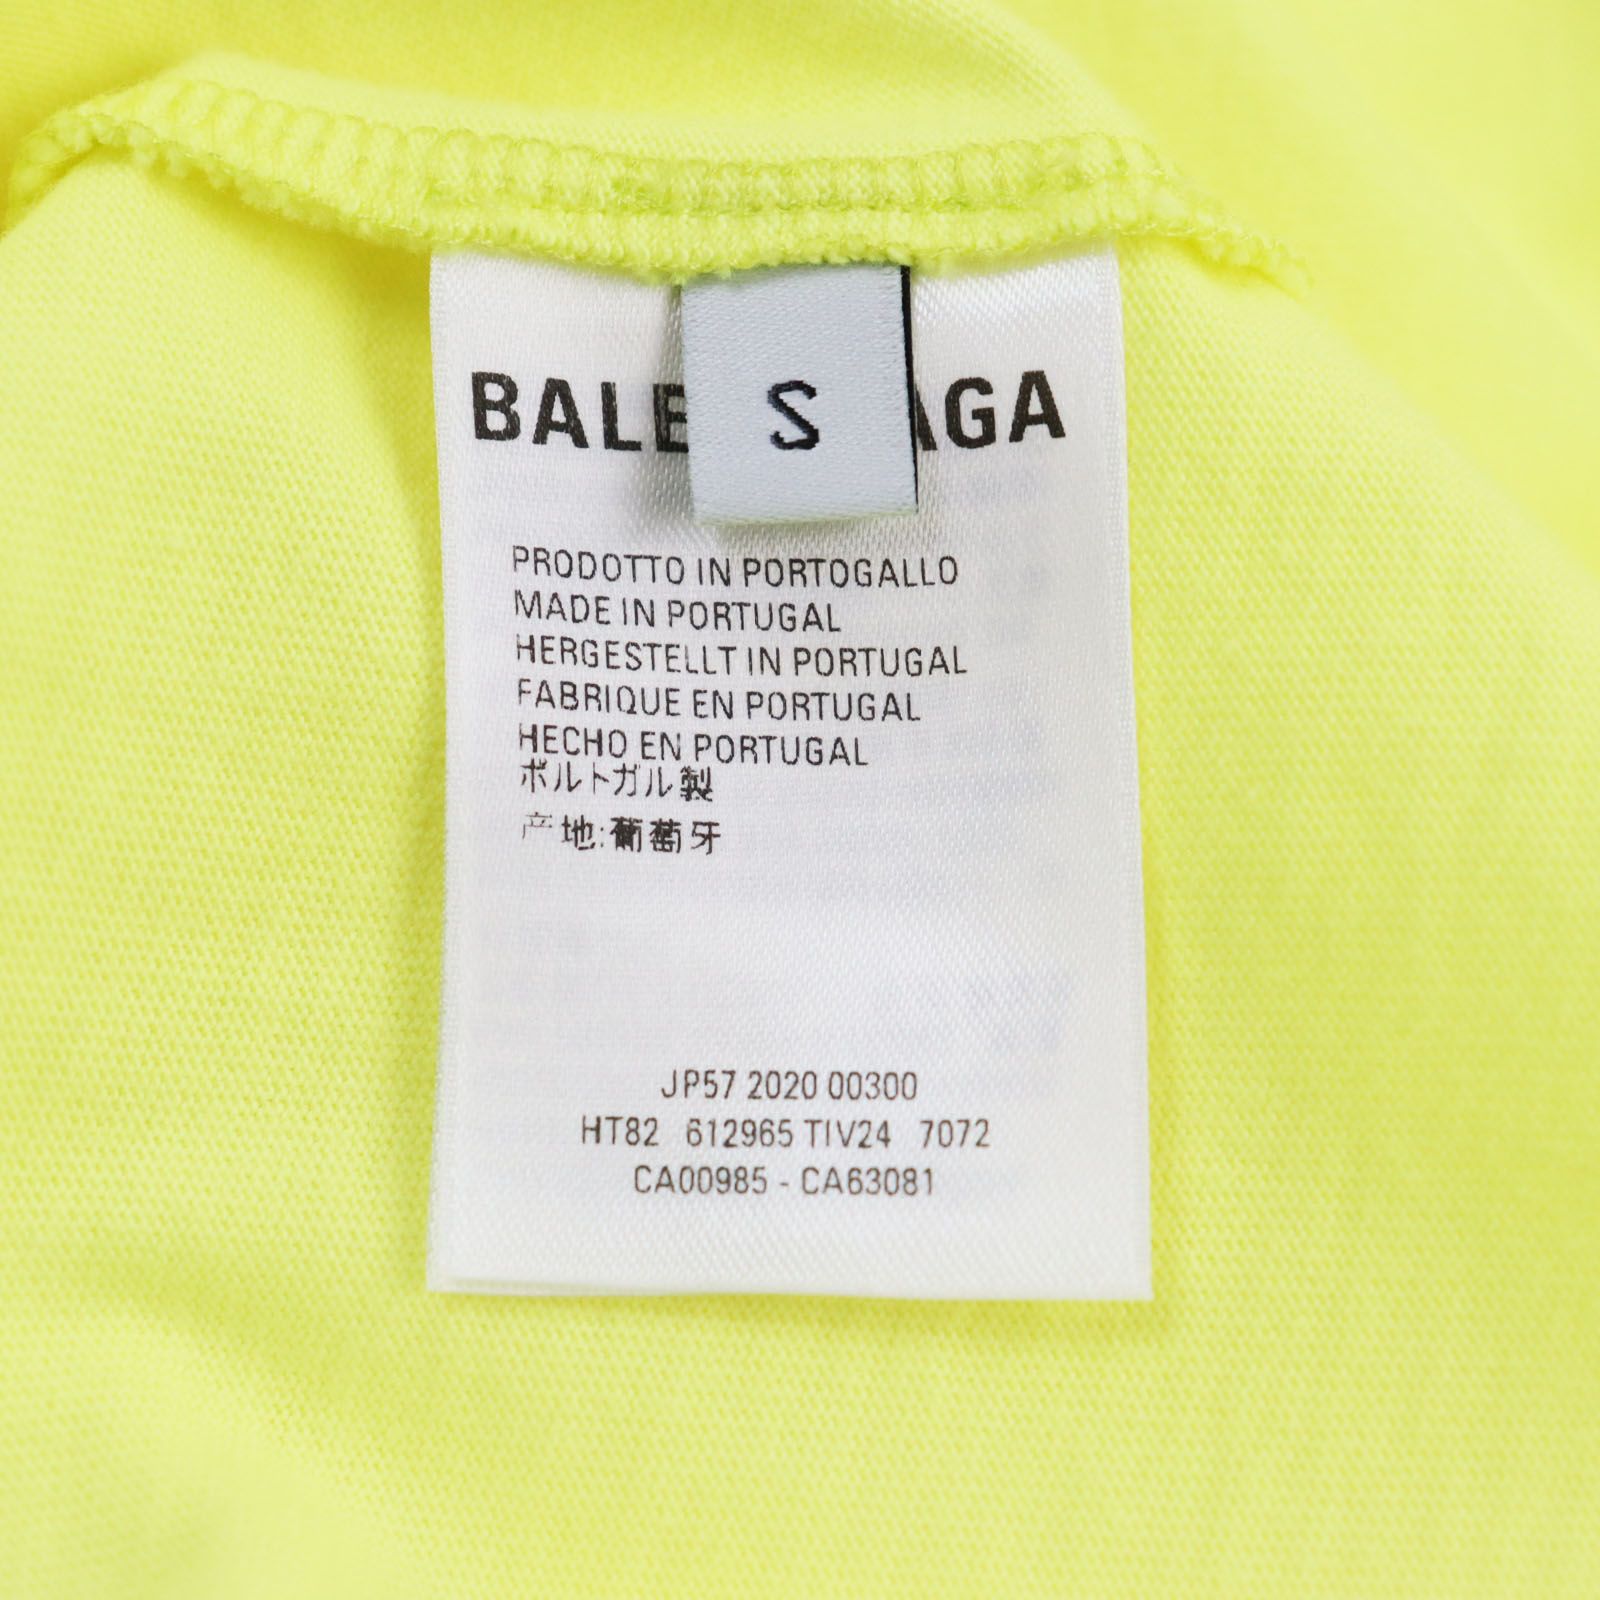 BALE AGA
S
PRODOTTO IN PORTOGALLO
MADE IN PORTUGAL
HERGESTELLT IN PORTUGAL
FABRIQUE EN PORTUGAL
HECHO EN PORTUGAL
ポルトガル製
产地:葡萄牙
JP57 2020 00300
HT82 612965 TIV24 7072
CA00985 - CA63081